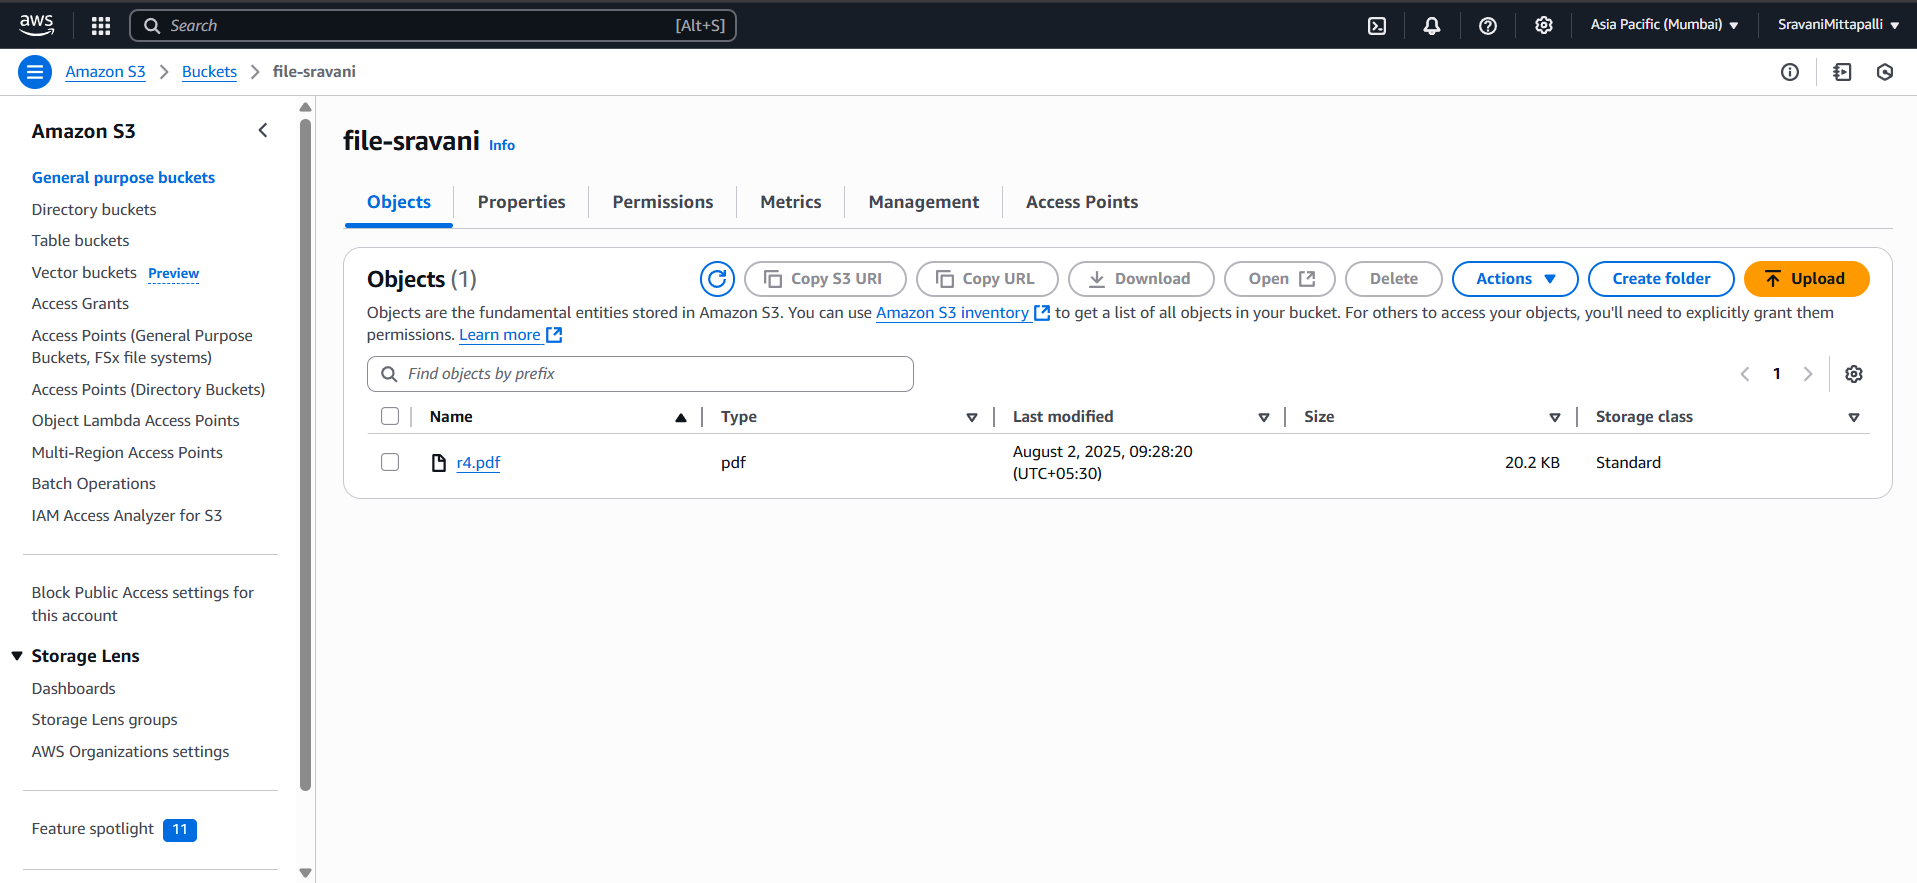 aws
Search [Alt+S]
Asia Pacific (Mumbai)
SravaniMittapalli
Amazon S3
Buckets
file-sravani
Amazon S3
General purpose buckets
Directory buckets
Table buckets
Vector buckets Preview
Access Grants
Access Points (General Purpose
Buckets, FSx file systems)
Access Points (Directory Buckets)
Object Lambda Access Points
Multi-Region Access Points
Batch Operations
IAM Access Analyzer for S3
Block Public Access settings for
this account
Storage Lens
Dashboards
Storage Lens groups
AWS Organizations settings
Feature spotlight 11
file-sravani Info
Objects Properties Permissions Metrics Management Access Points
Objects (1)
Copy S3 URI Copy URL Download Open Delete Actions Create folder Upload
Objects are the fundamental entities stored in Amazon S3. You can use Amazon S3 inventory to get a list of all objects in your bucket. For others to access your objects, you'll need to explicitly grant them
permissions. Learn more
Find objects by prefix
1
Name Type Last modified Size Storage class
r4.pdf pdf August 2, 2025, 09:28:20
(UTC+05:30)
20.2 KB Standard